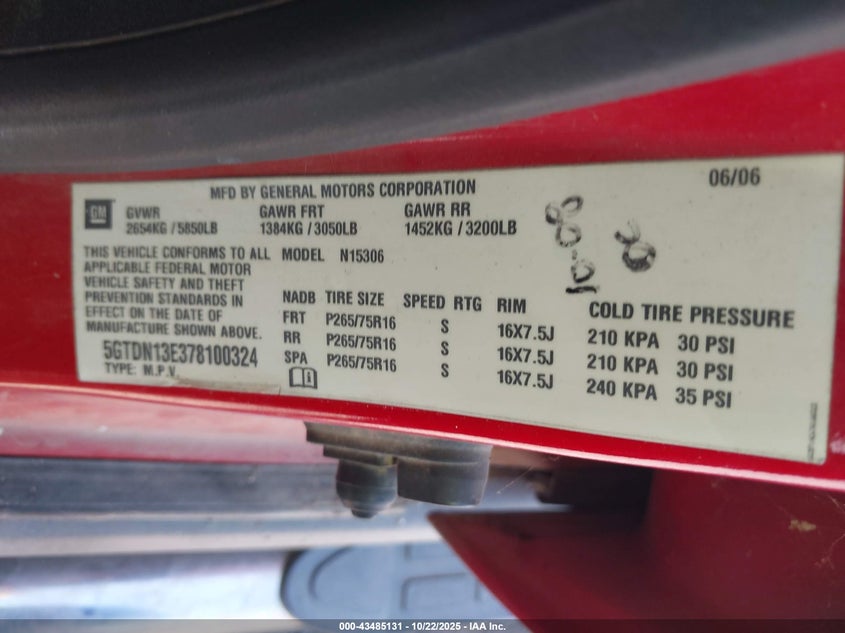 MFD BY GENERAL MOTORS CORPORATION 06/06
GM
GVWR GAWR FRT GAWR RR
2654KG / 5850LB 1384KG / 3050LB 1452KG / 3200LB
THIS VEHICLE CONFORMS TO ALL
APPLICABLE FEDERAL MOTOR
VEHICLE SAFETY AND THEFT
PREVENTION STANDARDS IN
EFFECT ON THE DATE OF
MANUFACTURE SHOWN ABOVE.
5GTDN13E378100324
TYPE: M.P.V.
MODEL N15306
NADB TIRE SIZE SPEED RTG RIM COLD TIRE PRESSURE
FRT P265/75R16 S 16X7.5J 210 KPA 30 PSI
RR P265/75R16 S 16X7.5J 210 KPA 30 PSI
SPA P265/75R16 S 16X7.5J 240 KPA 35 PSI
000-43485131 - 10/22/2025 - IAA Inc.